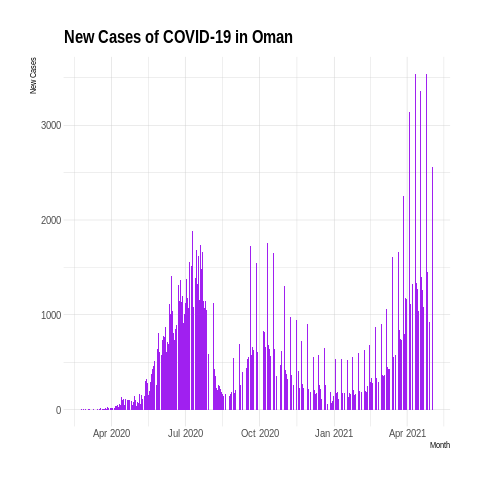 New Cases of COVID-19 in Oman
New Cases
3000
2000
1000
0
Apr 2020 Jul 2020 Oct 2020 Jan 2021 Apr 2021
Month